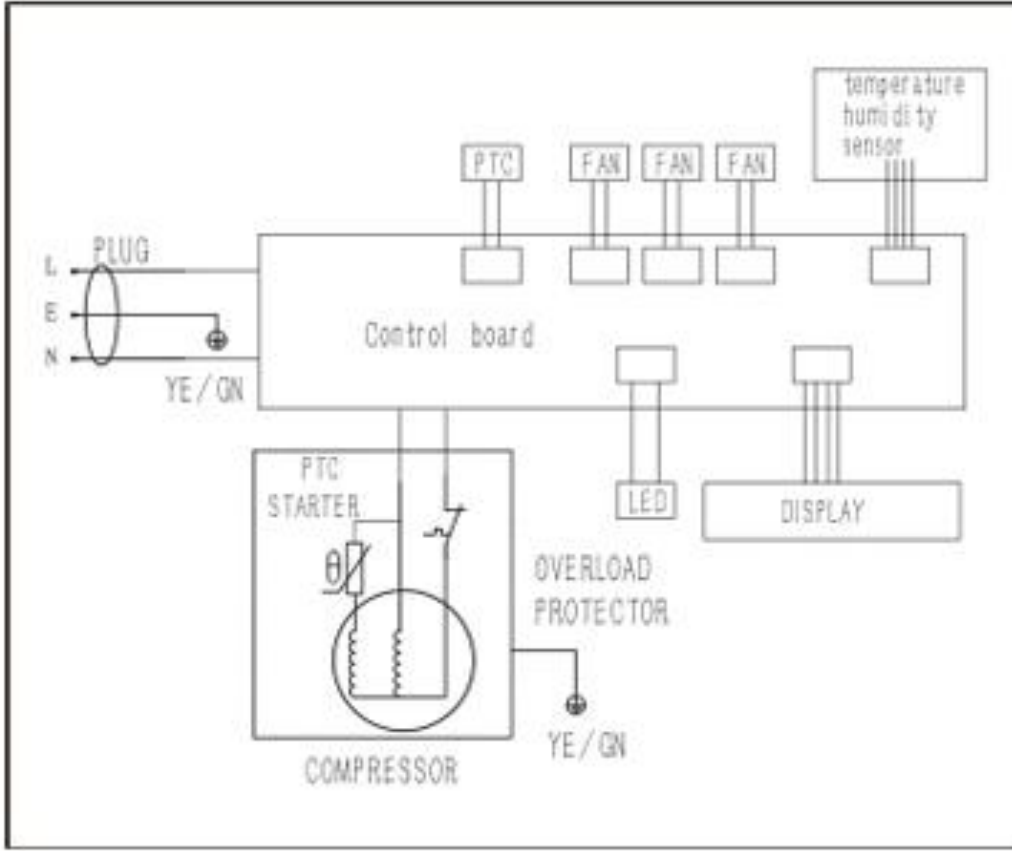 temperature
humidity
sensor
PTC
FAN
FAN
FAN
PLUG
L
E
N
YE/GN
Control board
PTC
STARTER
θ
LED
DISPLAY
OVERLOAD
PROTECTOR
YE/GN
COMPRESSOR